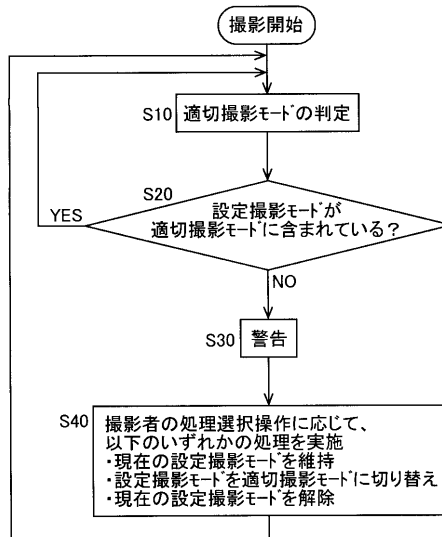 撮影開始
S10
適切撮影モードの判定
S20
設定撮影モードが
適切撮影モードに含まれている?
YES
NO
S30
警告
S40
撮影者の処理選択操作に応じて、
以下のいずれかの処理を実施
・現在の設定撮影モードを維持
・設定撮影モードを適切撮影モードに切り替え
・現在の設定撮影モードを解除